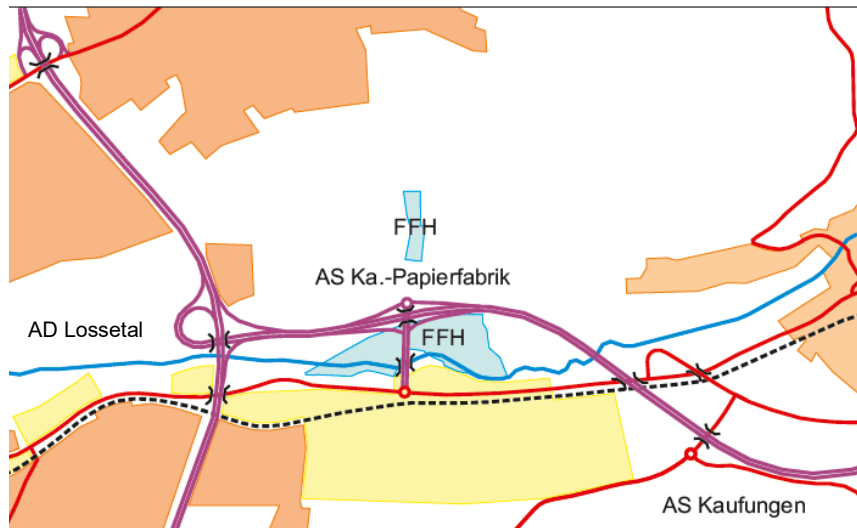 FFH
AS Ka.-Papierfabrik
AD Lossetal
FFH
AS Kaufungen